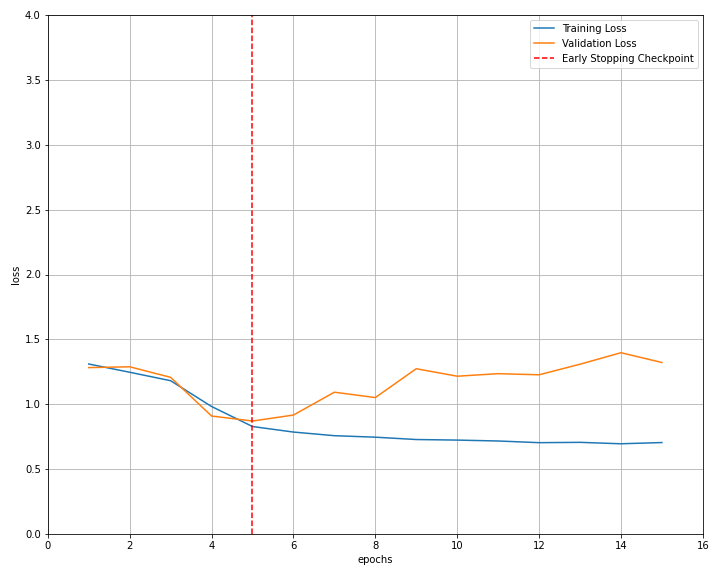 4.0
3.5
3.0
2.5
2.0
1.5
1.0
0.5
0.0
loss
Training Loss
Validation Loss
Early Stopping Checkpoint
0 2 4 6 8 10 12 14 16
epochs